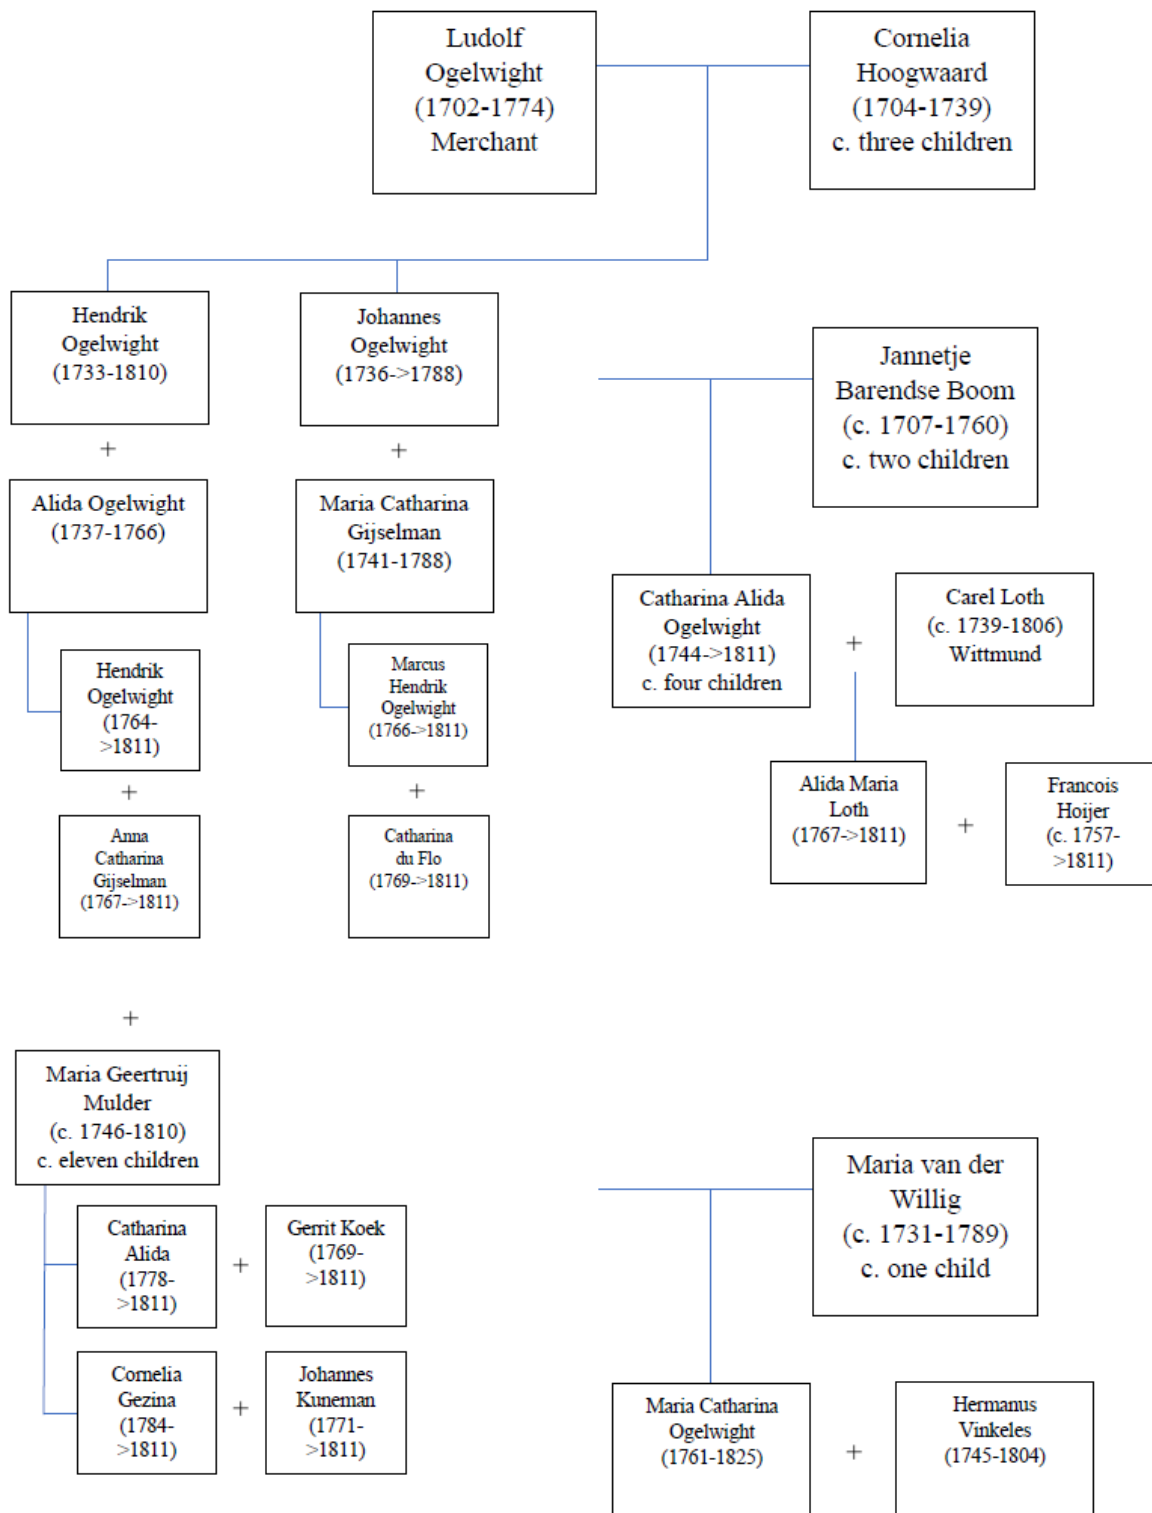 Ludolf
Ogelwight
(1702-1774)
Merchant
Cornelia
Hoogwaard
(1704-1739)
c. three children
Hendrik
Ogelwight
(1733-1810)
Johannes
Ogelwight
(1736->1788)
Jannetje
Barendse Boom
(c. 1707-1760)
c. two children
+
+
Alida Ogelwight
(1737-1766)
Maria Catharina
Gijselman
(1741-1788)
Catharina Alida
Ogelwight
(1744->1811)
c. four children
+
Carel Loth
(c. 1739-1806)
Wittmund
Hendrik
Ogelwight
(1764-
>1811)
Marcus
Hendrik
Ogelwight
(1766->1811)
+
+
Alida Maria
Loth
(1767->1811)
+
Francois
Hoijer
(c. 1757-
>1811)
Anna
Catharina
Gijselman
(1767->1811)
Catharina
du Flo
(1769->1811)
+
Maria Geertruij
Mulder
(c. 1746-1810)
c. eleven children
Maria van der
Willig
(c. 1731-1789)
c. one child
Catharina
Alida
(1778-
>1811)
+
Gerrit Koek
(1769-
>1811)
Cornelia
Gezina
(1784-
>1811)
+
Johannes
Kuneman
(1771-
>1811)
Maria Catharina
Ogelwight
(1761-1825)
+
Hermanus
Vinkeles
(1745-1804)